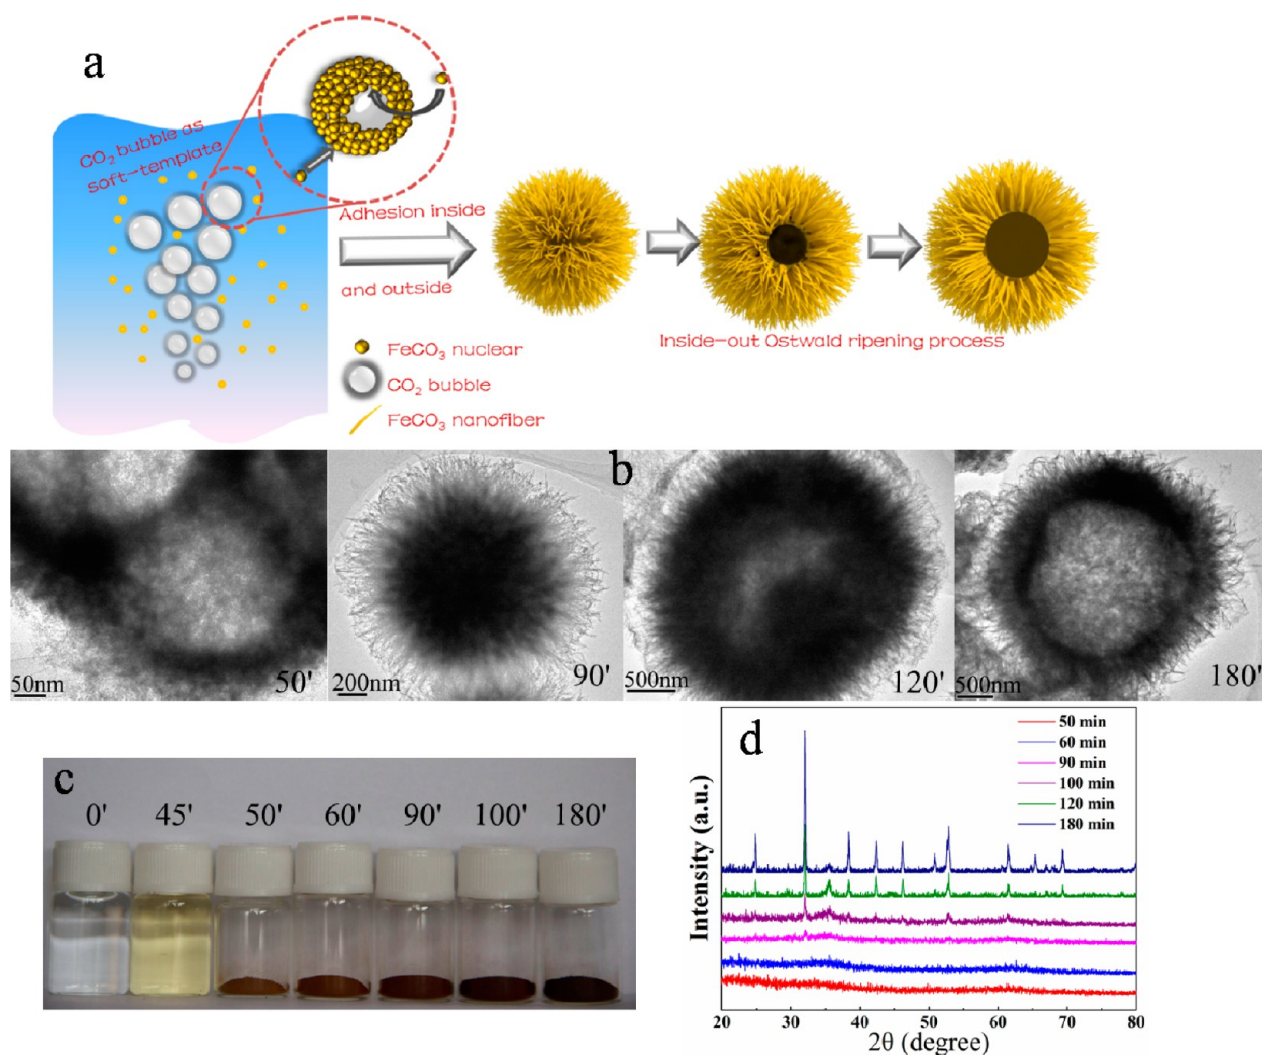 a
CO₂ bubble as
soft-template
Adhesion inside
and outside
FeCO₃ nuclear
CO₂ bubble
FeCO₃ nanofiber
Inside-out Ostwald ripening process
b
50nm
50'
200nm
90'
500nm
120'
500nm
180'
c
0' 45' 50' 60' 90' 100' 180'
d
50 min
60 min
90 min
100 min
120 min
180 min
Intensity (a.u.)
20 30 40 50 60 70 80
2θ (degree)